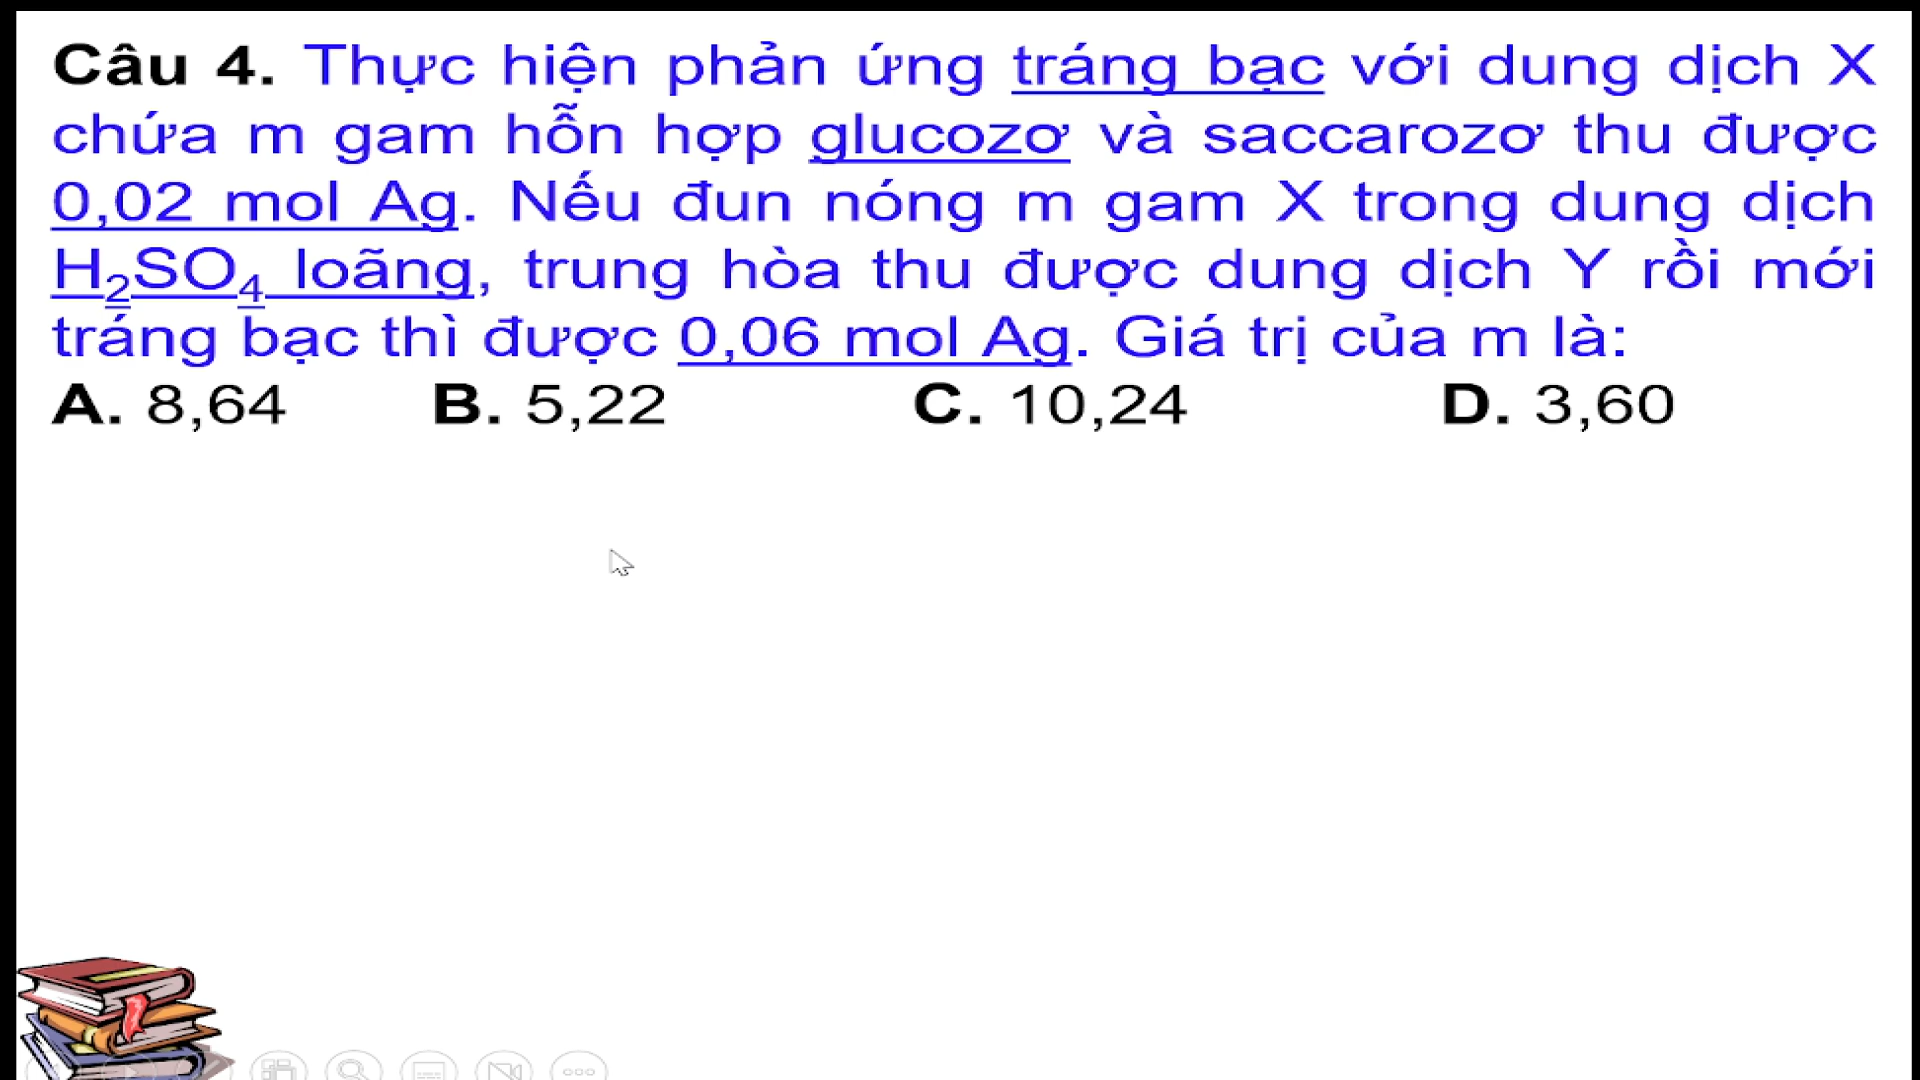 Câu 4. Thực hiện phản ứng tráng bạc với dung dịch X
chứa m gam hỗn hợp glucozơ và saccarozơ thu được
0,02 mol Ag. Nếu đun nóng m gam X trong dung dịch
H₂SO₄ loãng, trung hòa thu được dung dịch Y rồi mới
tráng bạc thì được 0,06 mol Ag. Giá trị của m là:
A. 8,64 B. 5,22 C. 10,24 D. 3,60